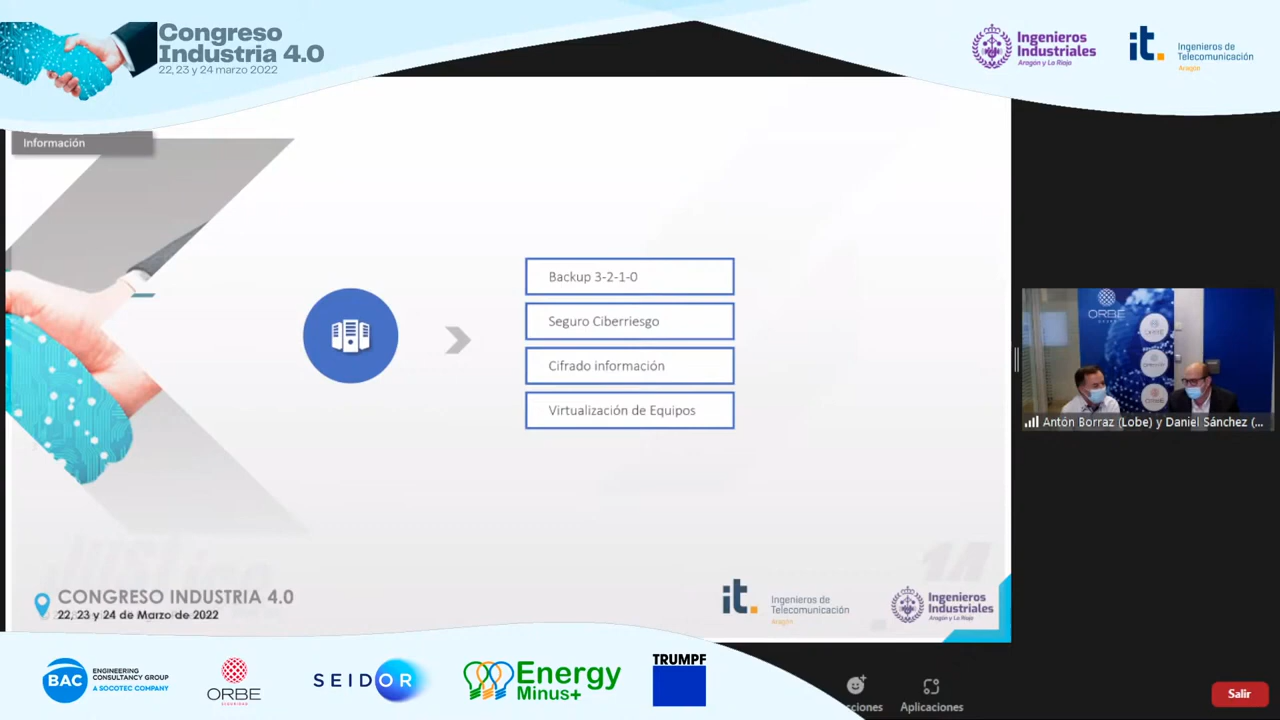 Congreso
Industria 4.0
22, 23 y 24 marzo 2022
Ingenieros
Industriales
Aragón y La Rioja
it.
Ingenieros de
Telecomunicación
Aragón
Información
Backup 3-2-1-0
Seguro Ciberriesgo
Cifrado información
Virtualización de Equipos
ORBE
Antón Borraz (Lobe) y Daniel Sánchez (...
14
CONGRESO INDUSTRIA 4.0
22, 23 y 24 de Marzo de 2022
it.
Ingenieros de
Telecomunicación
Aragón
Ingenieros
Industriales
Aragón y La Rioja
BAC
ENGINEERING
CONSULTANCY GROUP
A SOCOTEC COMPANY
ORBE
SEGURIDAD
SEIDOR
Energy
Minus+
TRUMPF
ciones
Aplicaciones
Salir